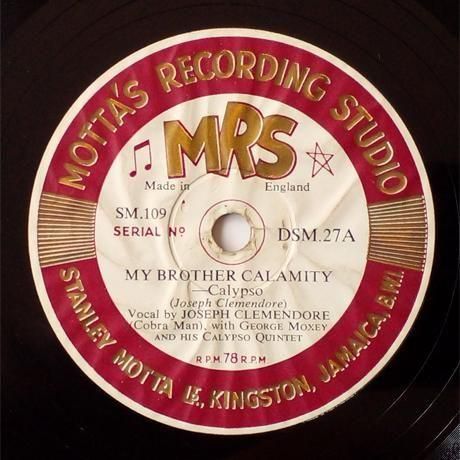 MOTTA'S RECORDING STUDIO
MRS
Made in England
SM.109
SERIAL Nº
DSM.27A
MY BROTHER CALAMITY
—Calypso
(Joseph Clemendore)
Vocal by JOSEPH CLEMENDORE
(Cobra Man), with GEORGE MOXEY
AND HIS CALYPSO QUINTET
R.P.M. 78 R.P.M
STANLEY MOTTA LD., KINGSTON, JAMAICA, B.W.I.